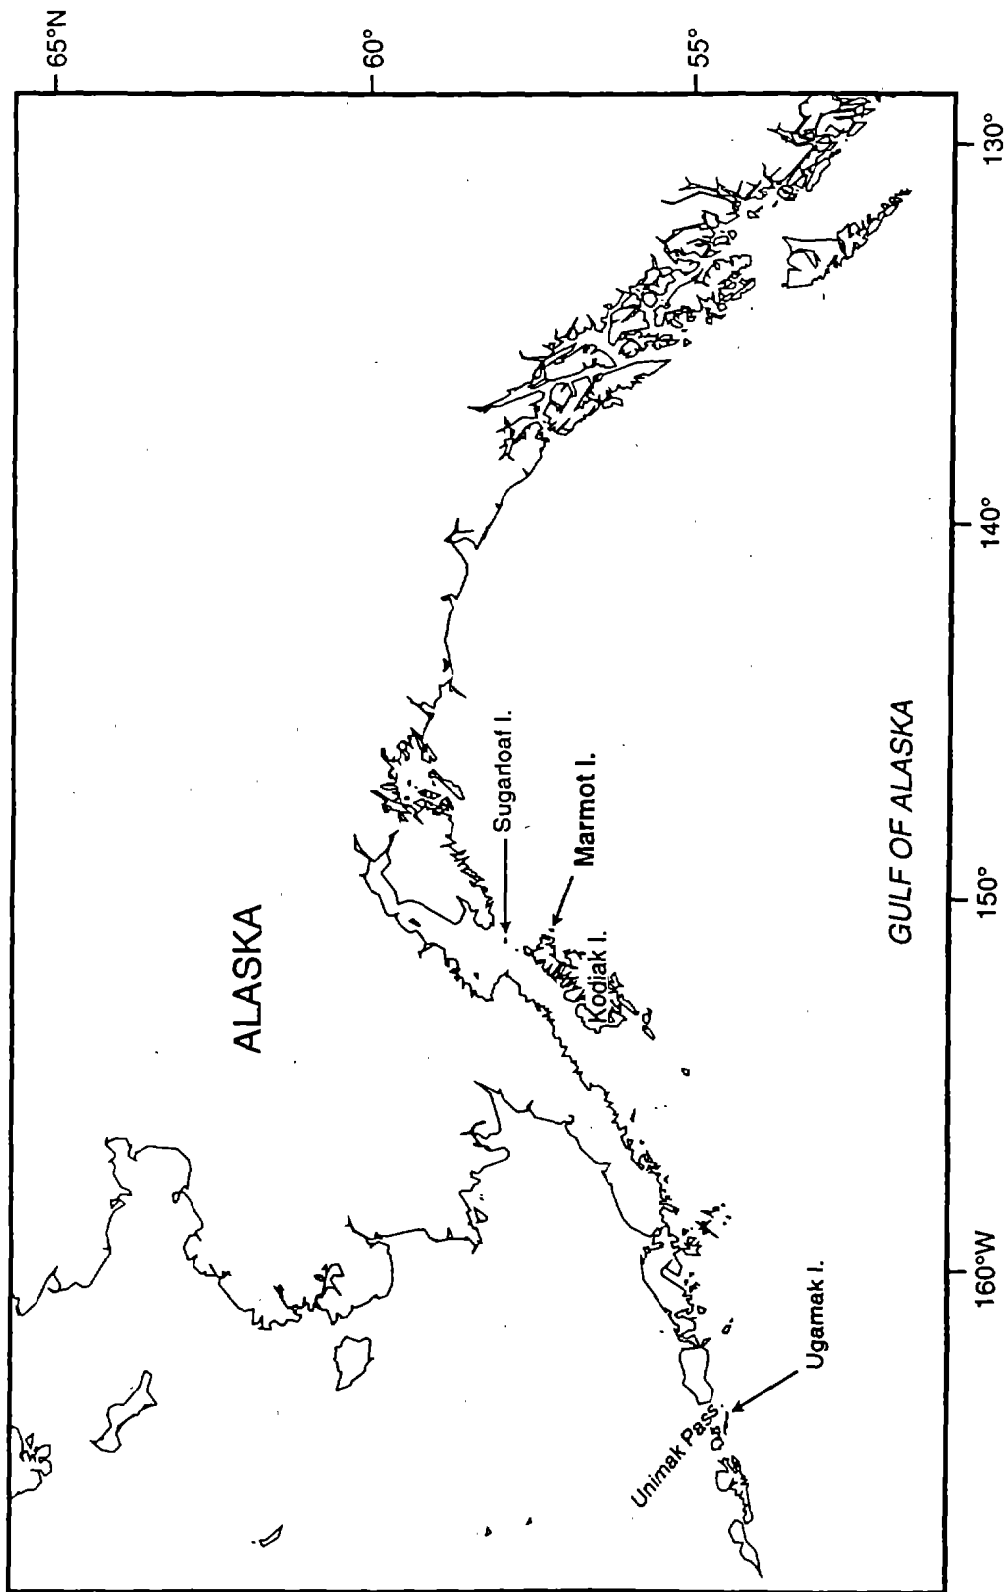 65°N
60°
55°
130°
140°
150°
160°W
ALASKA
Sugarloaf I.
Marmot I.
Kodiak I.
GULF OF ALASKA
Unimak Pass
Ugamak I.